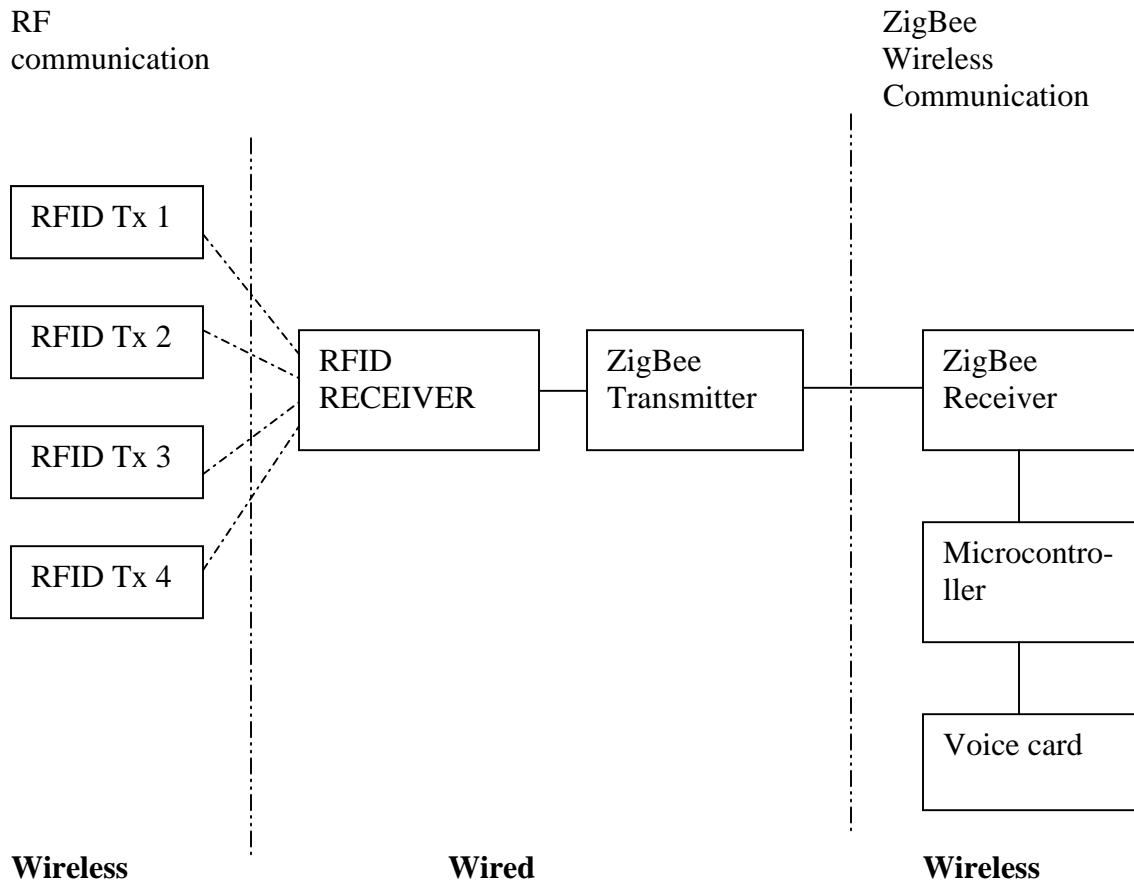 RF
communication
ZigBee
Wireless
Communication
RFID Tx 1
RFID Tx 2
RFID Tx 3
RFID Tx 4
RFID
RECEIVER
ZigBee
Transmitter
ZigBee
Receiver
Microcontro-
ller
Voice card
Wireless
Wired
Wireless